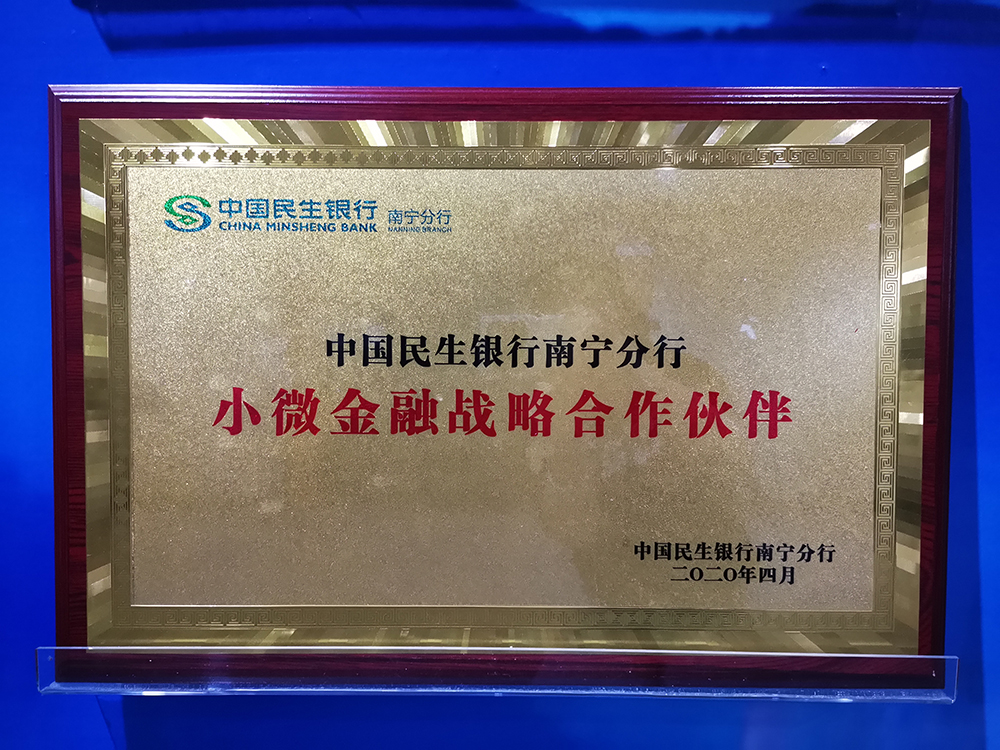 中国民生银行 南宁分行
CHINA MINSHENG BANK NANNING BRANCH
中国民生银行南宁分行
小微金融战略合作伙伴
中国民生银行南宁分行
二〇二〇年四月